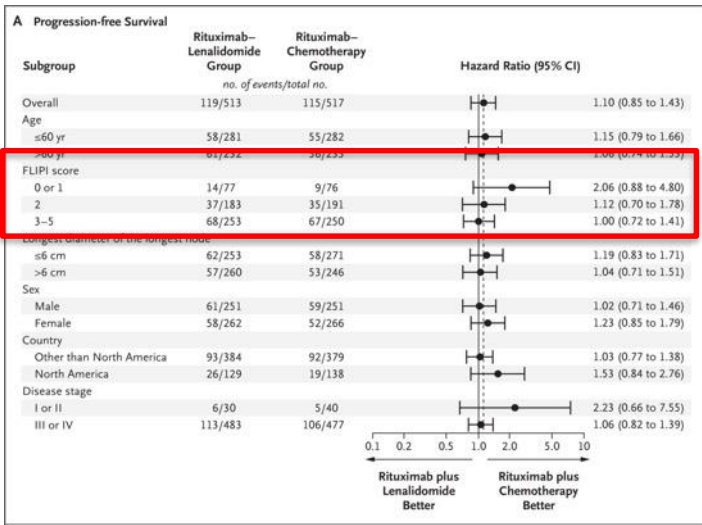 A Progression-free Survival
Subgroup Rituximab–Lenalidomide Group Rituximab–Chemotherapy Group Hazard Ratio (95% CI)
no. of events/total no.
Overall 119/513 115/517 1.10 (0.85 to 1.43)
Age
≤60 yr 58/281 55/282 1.15 (0.79 to 1.66)
>60 yr 61/232
FLIPI score
0 or 1 14/77 9/76 2.06 (0.88 to 4.80)
2 37/183 35/191 1.12 (0.70 to 1.78)
3–5 68/253 67/250 1.00 (0.72 to 1.41)
Longest diameter of the longest node
≤6 cm 62/253 58/271 1.19 (0.83 to 1.71)
>6 cm 57/260 53/246 1.04 (0.71 to 1.51)
Sex
Male 61/251 59/251 1.02 (0.71 to 1.46)
Female 58/262 52/266 1.23 (0.85 to 1.79)
Country
Other than North America 93/384 92/379 1.03 (0.77 to 1.38)
North America 26/129 19/138 1.53 (0.84 to 2.76)
Disease stage
I or II 6/30 5/40 2.23 (0.66 to 7.55)
III or IV 113/483 106/477 1.06 (0.82 to 1.39)
0.1 0.2 0.5 1.0 2.0 5.0 10
Rituximab plus Lenalidomide Better Rituximab plus Chemotherapy Better